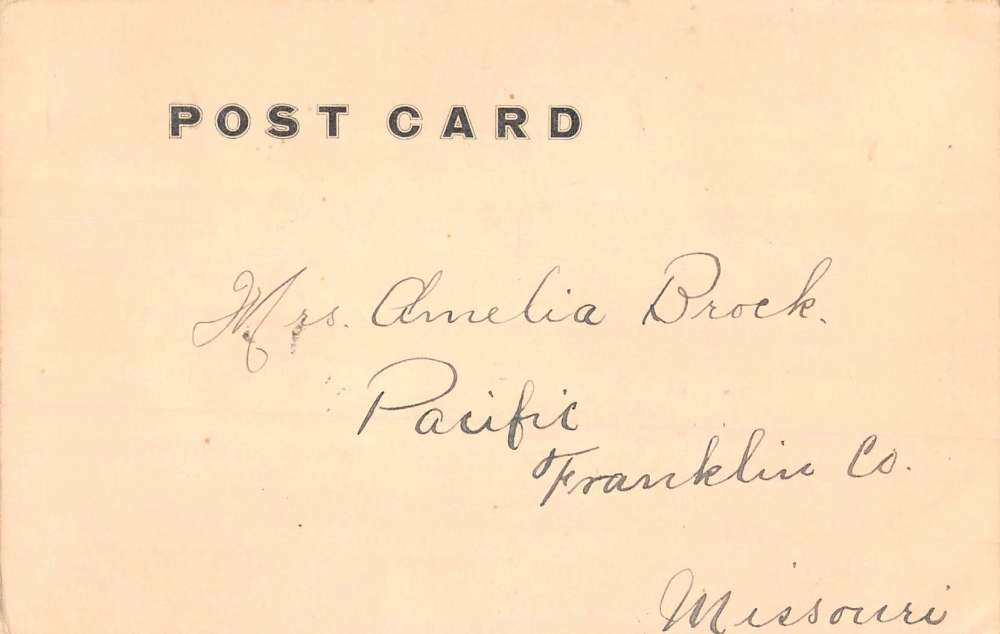 POST CARD
Mrs. Amelia Brock.
Pacific
Franklin Co.
Missouri